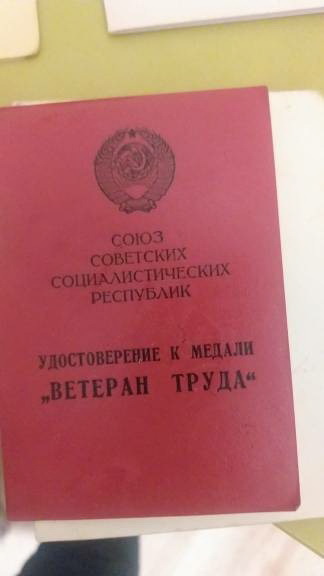 СОЮЗ
СОВЕТСКИХ
СОЦИАЛИСТИЧЕСКИХ
РЕСПУБЛИК
УДОСТОВЕРЕНИЕ К МЕДАЛИ
„ВЕТЕРАН ТРУДА“